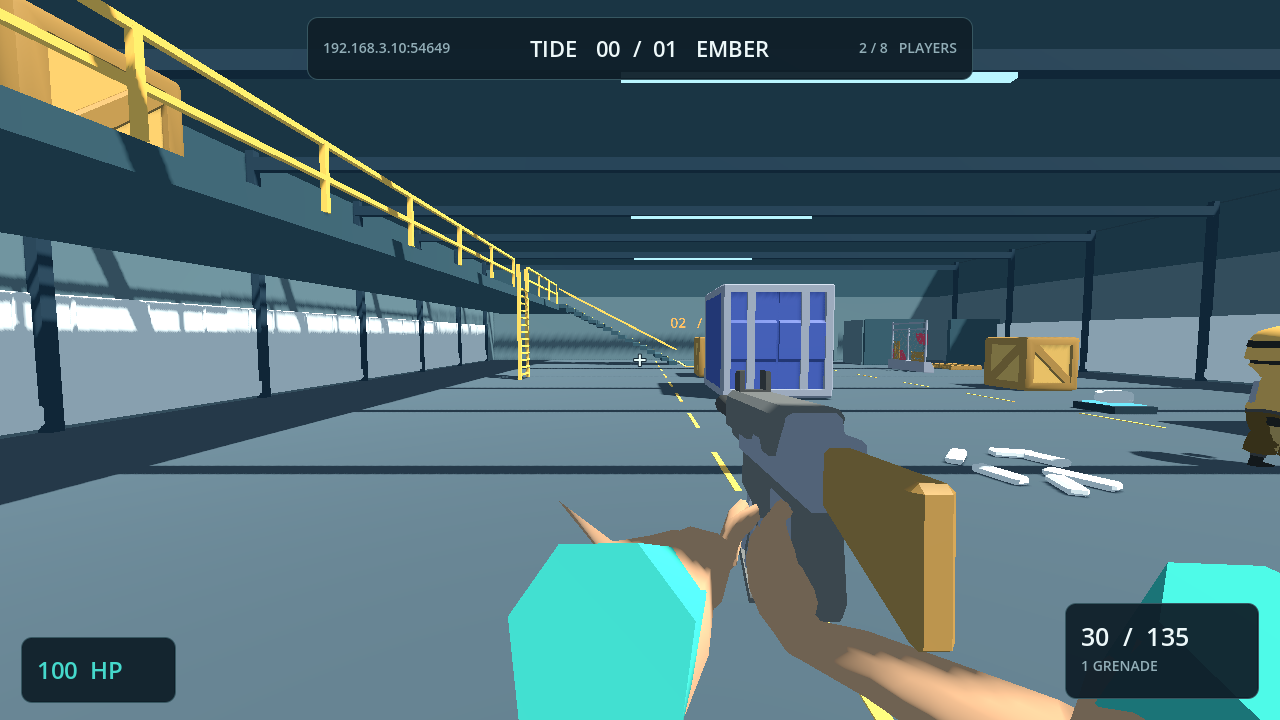 192.168.3.10:54649 TIDE 00 / 01 EMBER 2 / 8 PLAYERS
02 /
100 HP
30 / 135
1 GRENADE